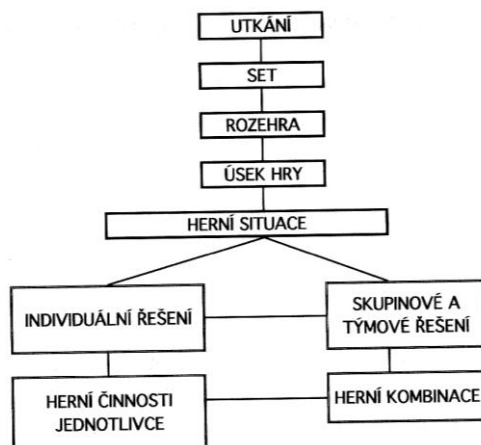 UTKÁNÍ
SET
ROZEHRA
ÚSEK HRY
HERNÍ SITUACE
INDIVIDUÁLNÍ ŘEŠENÍ
SKUPINOVÉ A
TÝMOVÉ ŘEŠENÍ
HERNÍ ČINNOSTI
JEDNOTLIVCE
HERNÍ KOMBINACE